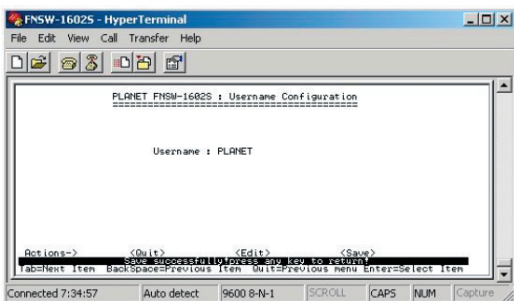 FNSW-1602S - HyperTerminal
File Edit View Call Transfer Help
PLANET FNSW-1602S : Username Configuration
Username : PLANET
Actions-> <Quit> <Edit> <Save>
Save successfully!press any key to return!
Tab=Next Item BackSpace=Previous Item Quit=Previous menu Enter=Select Item
Connected 7:34:57 Auto detect 9600 8-N-1 SCROLL CAPS NUM Capture